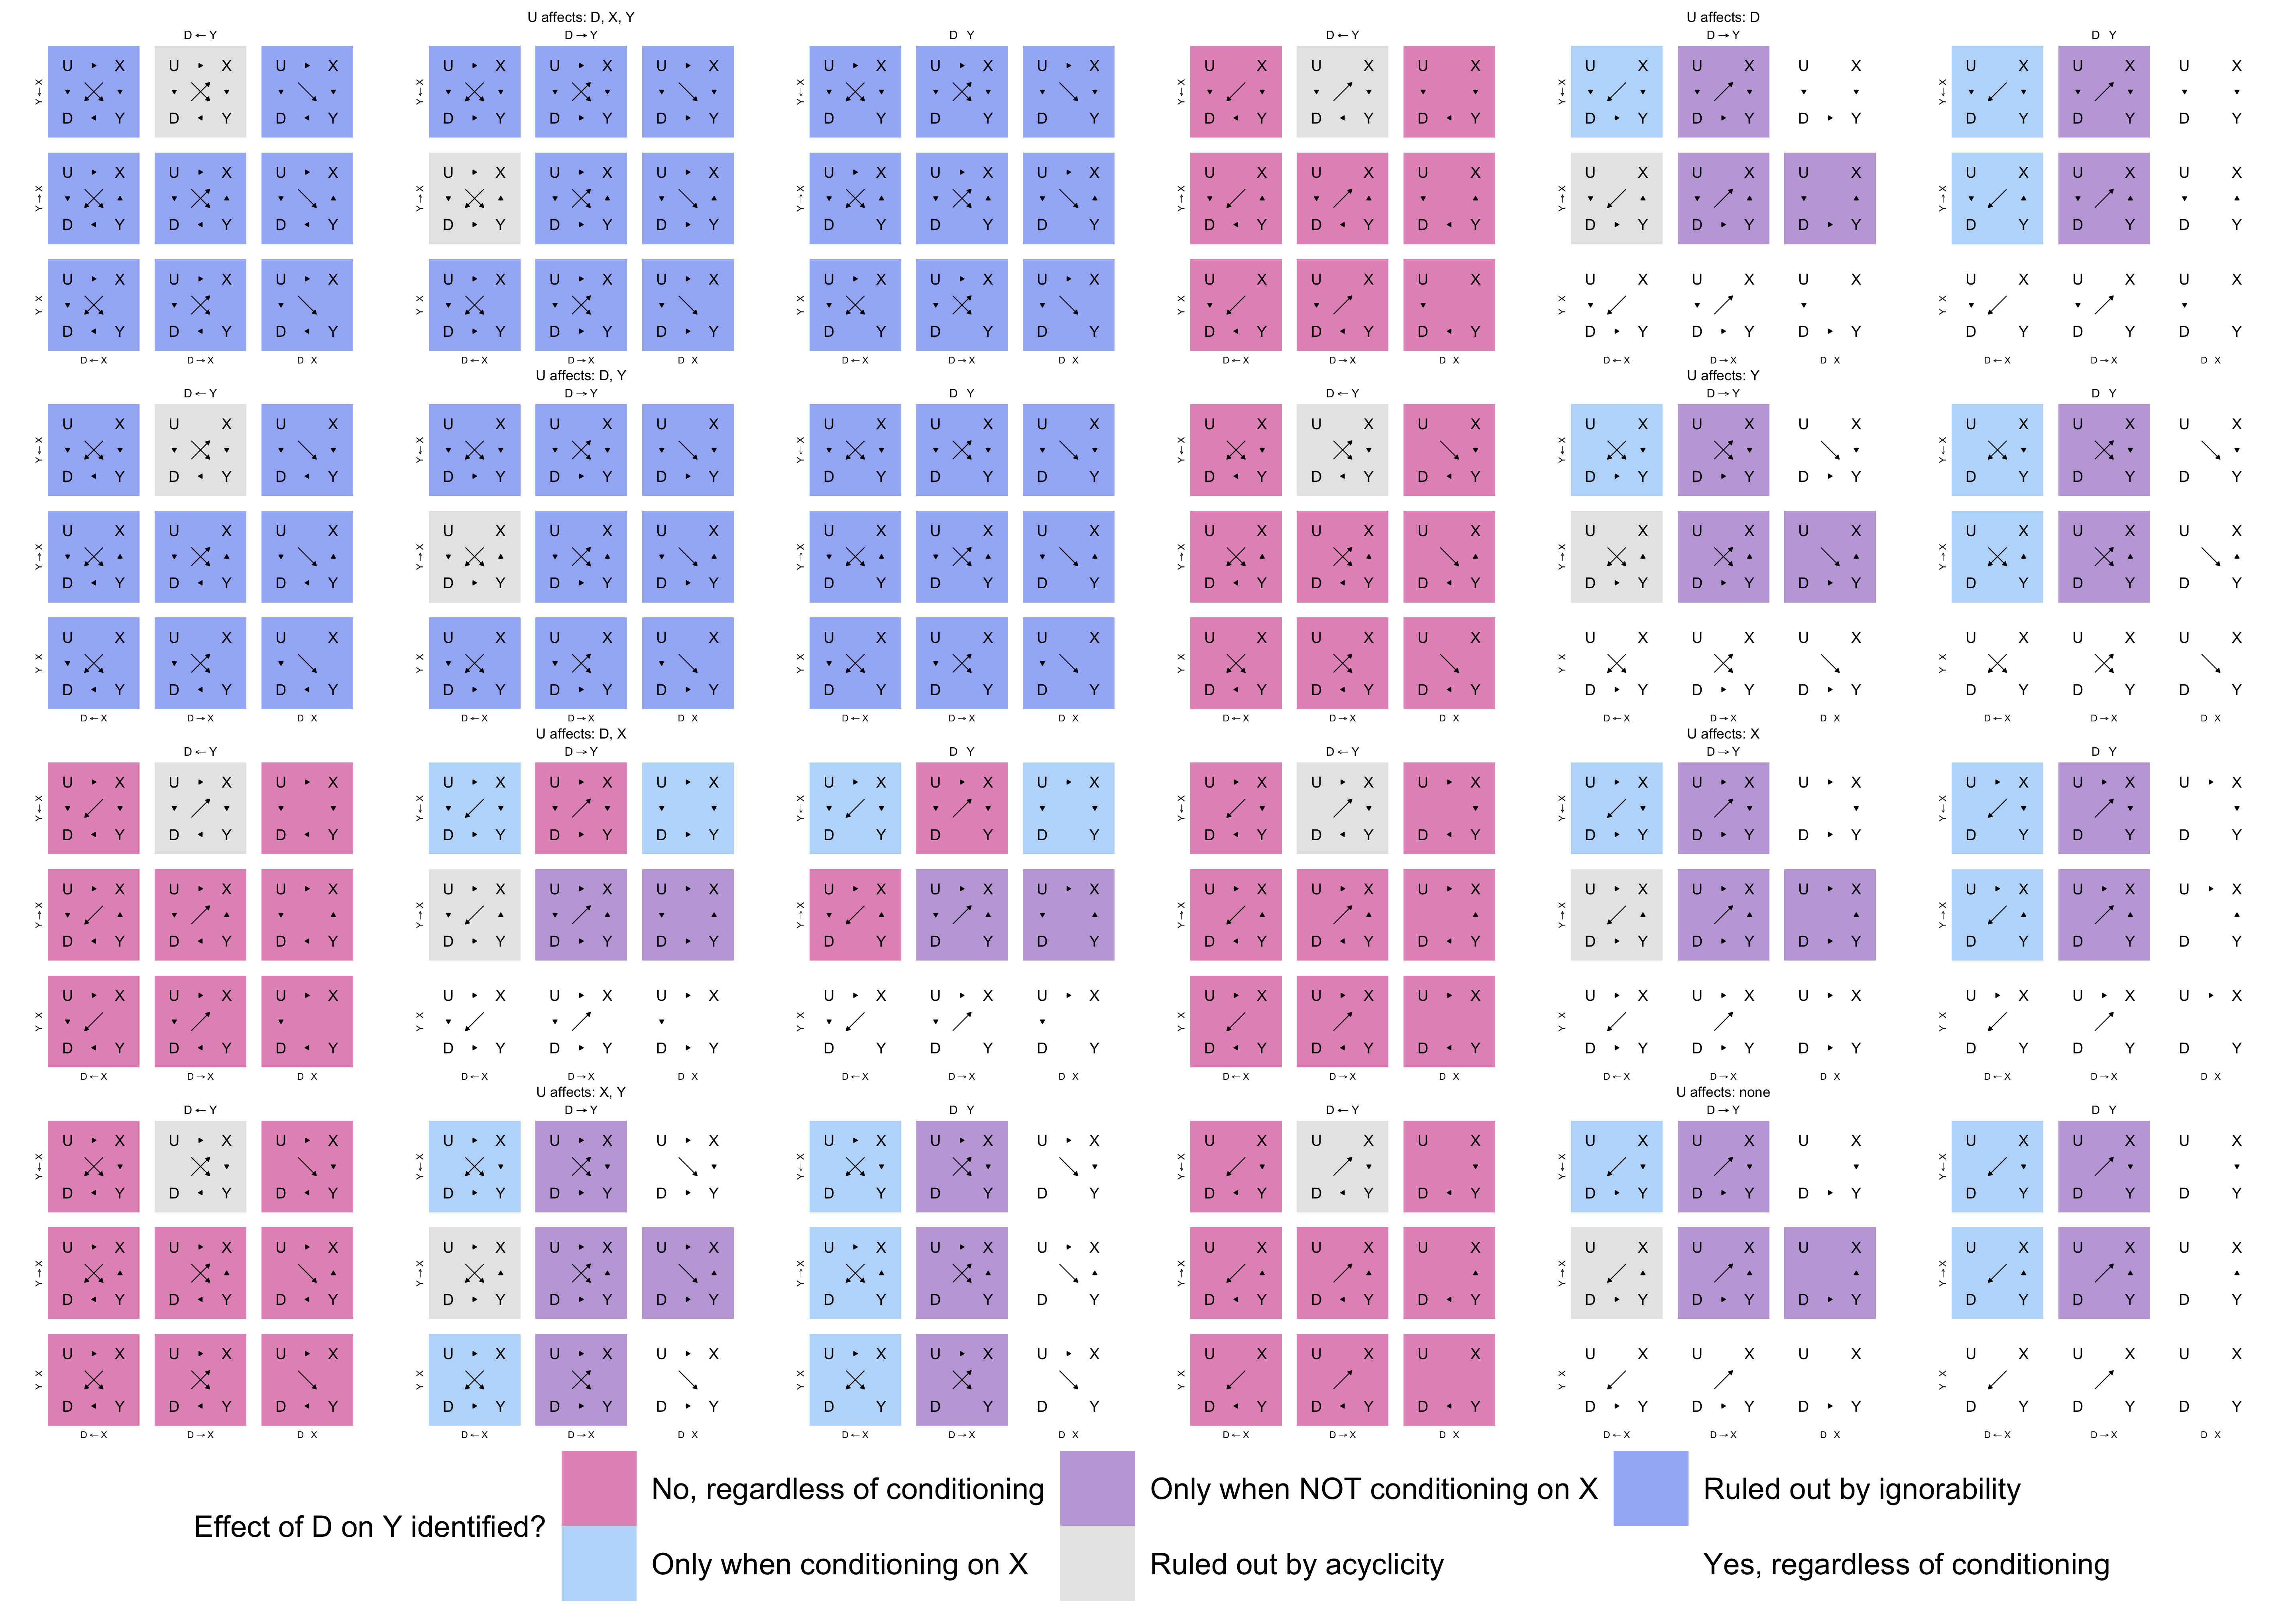 U affects: D, X, Y U affects: D
D ← Y D → Y D Y D ← Y D → Y D Y
U X U X U X U X U X U X U X U X U X U X U X U X U X U X U X U X U X U X
Y ← X Y ← X Y ← X Y ← X Y ← X Y ← X
D Y D Y D Y D Y D Y D Y D Y D Y D Y D Y D Y D Y D Y D Y D Y D Y D Y D Y
U X U X U X U X U X U X U X U X U X U X U X U X U X U X U X U X U X U X
Y → X Y → X Y → X Y → X Y → X Y → X
D Y D Y D Y D Y D Y D Y D Y D Y D Y D Y D Y D Y D Y D Y D Y D Y D Y D Y
U X U X U X U X U X U X U X U X U X U X U X U X U X U X U X U X U X U X
Y X Y X Y X Y X Y X Y X
D Y D Y D Y D Y D Y D Y D Y D Y D Y D Y D Y D Y D Y D Y D Y D Y D Y D Y
D ← X D → X D X D ← X D → X D X D ← X D → X D X D ← X D → X D X D ← X D → X D X D ← X D → X D X
U affects: D, Y U affects: Y
D ← Y D → Y D Y D ← Y D → Y D Y
U X U X U X U X U X U X U X U X U X U X U X U X U X U X U X U X U X U X
Y ← X Y ← X Y ← X Y ← X Y ← X Y ← X
D Y D Y D Y D Y D Y D Y D Y D Y D Y D Y D Y D Y D Y D Y D Y D Y D Y D Y
U X U X U X U X U X U X U X U X U X U X U X U X U X U X U X U X U X U X
Y → X Y → X Y → X Y → X Y → X Y → X
D Y D Y D Y D Y D Y D Y D Y D Y D Y D Y D Y D Y D Y D Y D Y D Y D Y D Y
U X U X U X U X U X U X U X U X U X U X U X U X U X U X U X U X U X U X
Y X Y X Y X Y X Y X Y X
D Y D Y D Y D Y D Y D Y D Y D Y D Y D Y D Y D Y D Y D Y D Y D Y D Y D Y
D ← X D → X D X D ← X D → X D X D ← X D → X D X D ← X D → X D X D ← X D → X D X D ← X D → X D X
U affects: D, X U affects: X
D ← Y D → Y D Y D ← Y D → Y D Y
U X U X U X U X U X U X U X U X U X U X U X U X U X U X U X U X U X U X
Y ← X Y ← X Y ← X Y ← X Y ← X Y ← X
D Y D Y D Y D Y D Y D Y D Y D Y D Y D Y D Y D Y D Y D Y D Y D Y D Y D Y
U X U X U X U X U X U X U X U X U X U X U X U X U X U X U X U X U X U X
Y → X Y → X Y → X Y → X Y → X Y → X
D Y D Y D Y D Y D Y D Y D Y D Y D Y D Y D Y D Y D Y D Y D Y D Y D Y D Y
U X U X U X U X U X U X U X U X U X U X U X U X U X U X U X U X U X U X
Y X Y X Y X Y X Y X Y X
D Y D Y D Y D Y D Y D Y D Y D Y D Y D Y D Y D Y D Y D Y D Y D Y D Y D Y
D ← X D → X D X D ← X D → X D X D ← X D → X D X D ← X D → X D X D ← X D → X D X D ← X D → X D X
U affects: X, Y U affects: none
D ← Y D → Y D Y D ← Y D → Y D Y
U X U X U X U X U X U X U X U X U X U X U X U X U X U X U X U X U X U X
Y ← X Y ← X Y ← X Y ← X Y ← X Y ← X
D Y D Y D Y D Y D Y D Y D Y D Y D Y D Y D Y D Y D Y D Y D Y D Y D Y D Y
U X U X U X U X U X U X U X U X U X U X U X U X U X U X U X U X U X U X
Y → X Y → X Y → X Y → X Y → X Y → X
D Y D Y D Y D Y D Y D Y D Y D Y D Y D Y D Y D Y D Y D Y D Y D Y D Y D Y
U X U X U X U X U X U X U X U X U X U X U X U X U X U X U X U X U X U X
Y X Y X Y X Y X Y X Y X
D Y D Y D Y D Y D Y D Y D Y D Y D Y D Y D Y D Y D Y D Y D Y D Y D Y D Y
D ← X D → X D X D ← X D → X D X D ← X D → X D X D ← X D → X D X D ← X D → X D X D ← X D → X D X
Effect of D on Y identified?
No, regardless of conditioning
Only when conditioning on X
Only when NOT conditioning on X
Ruled out by acyclicity
Ruled out by ignorability
Yes, regardless of conditioning